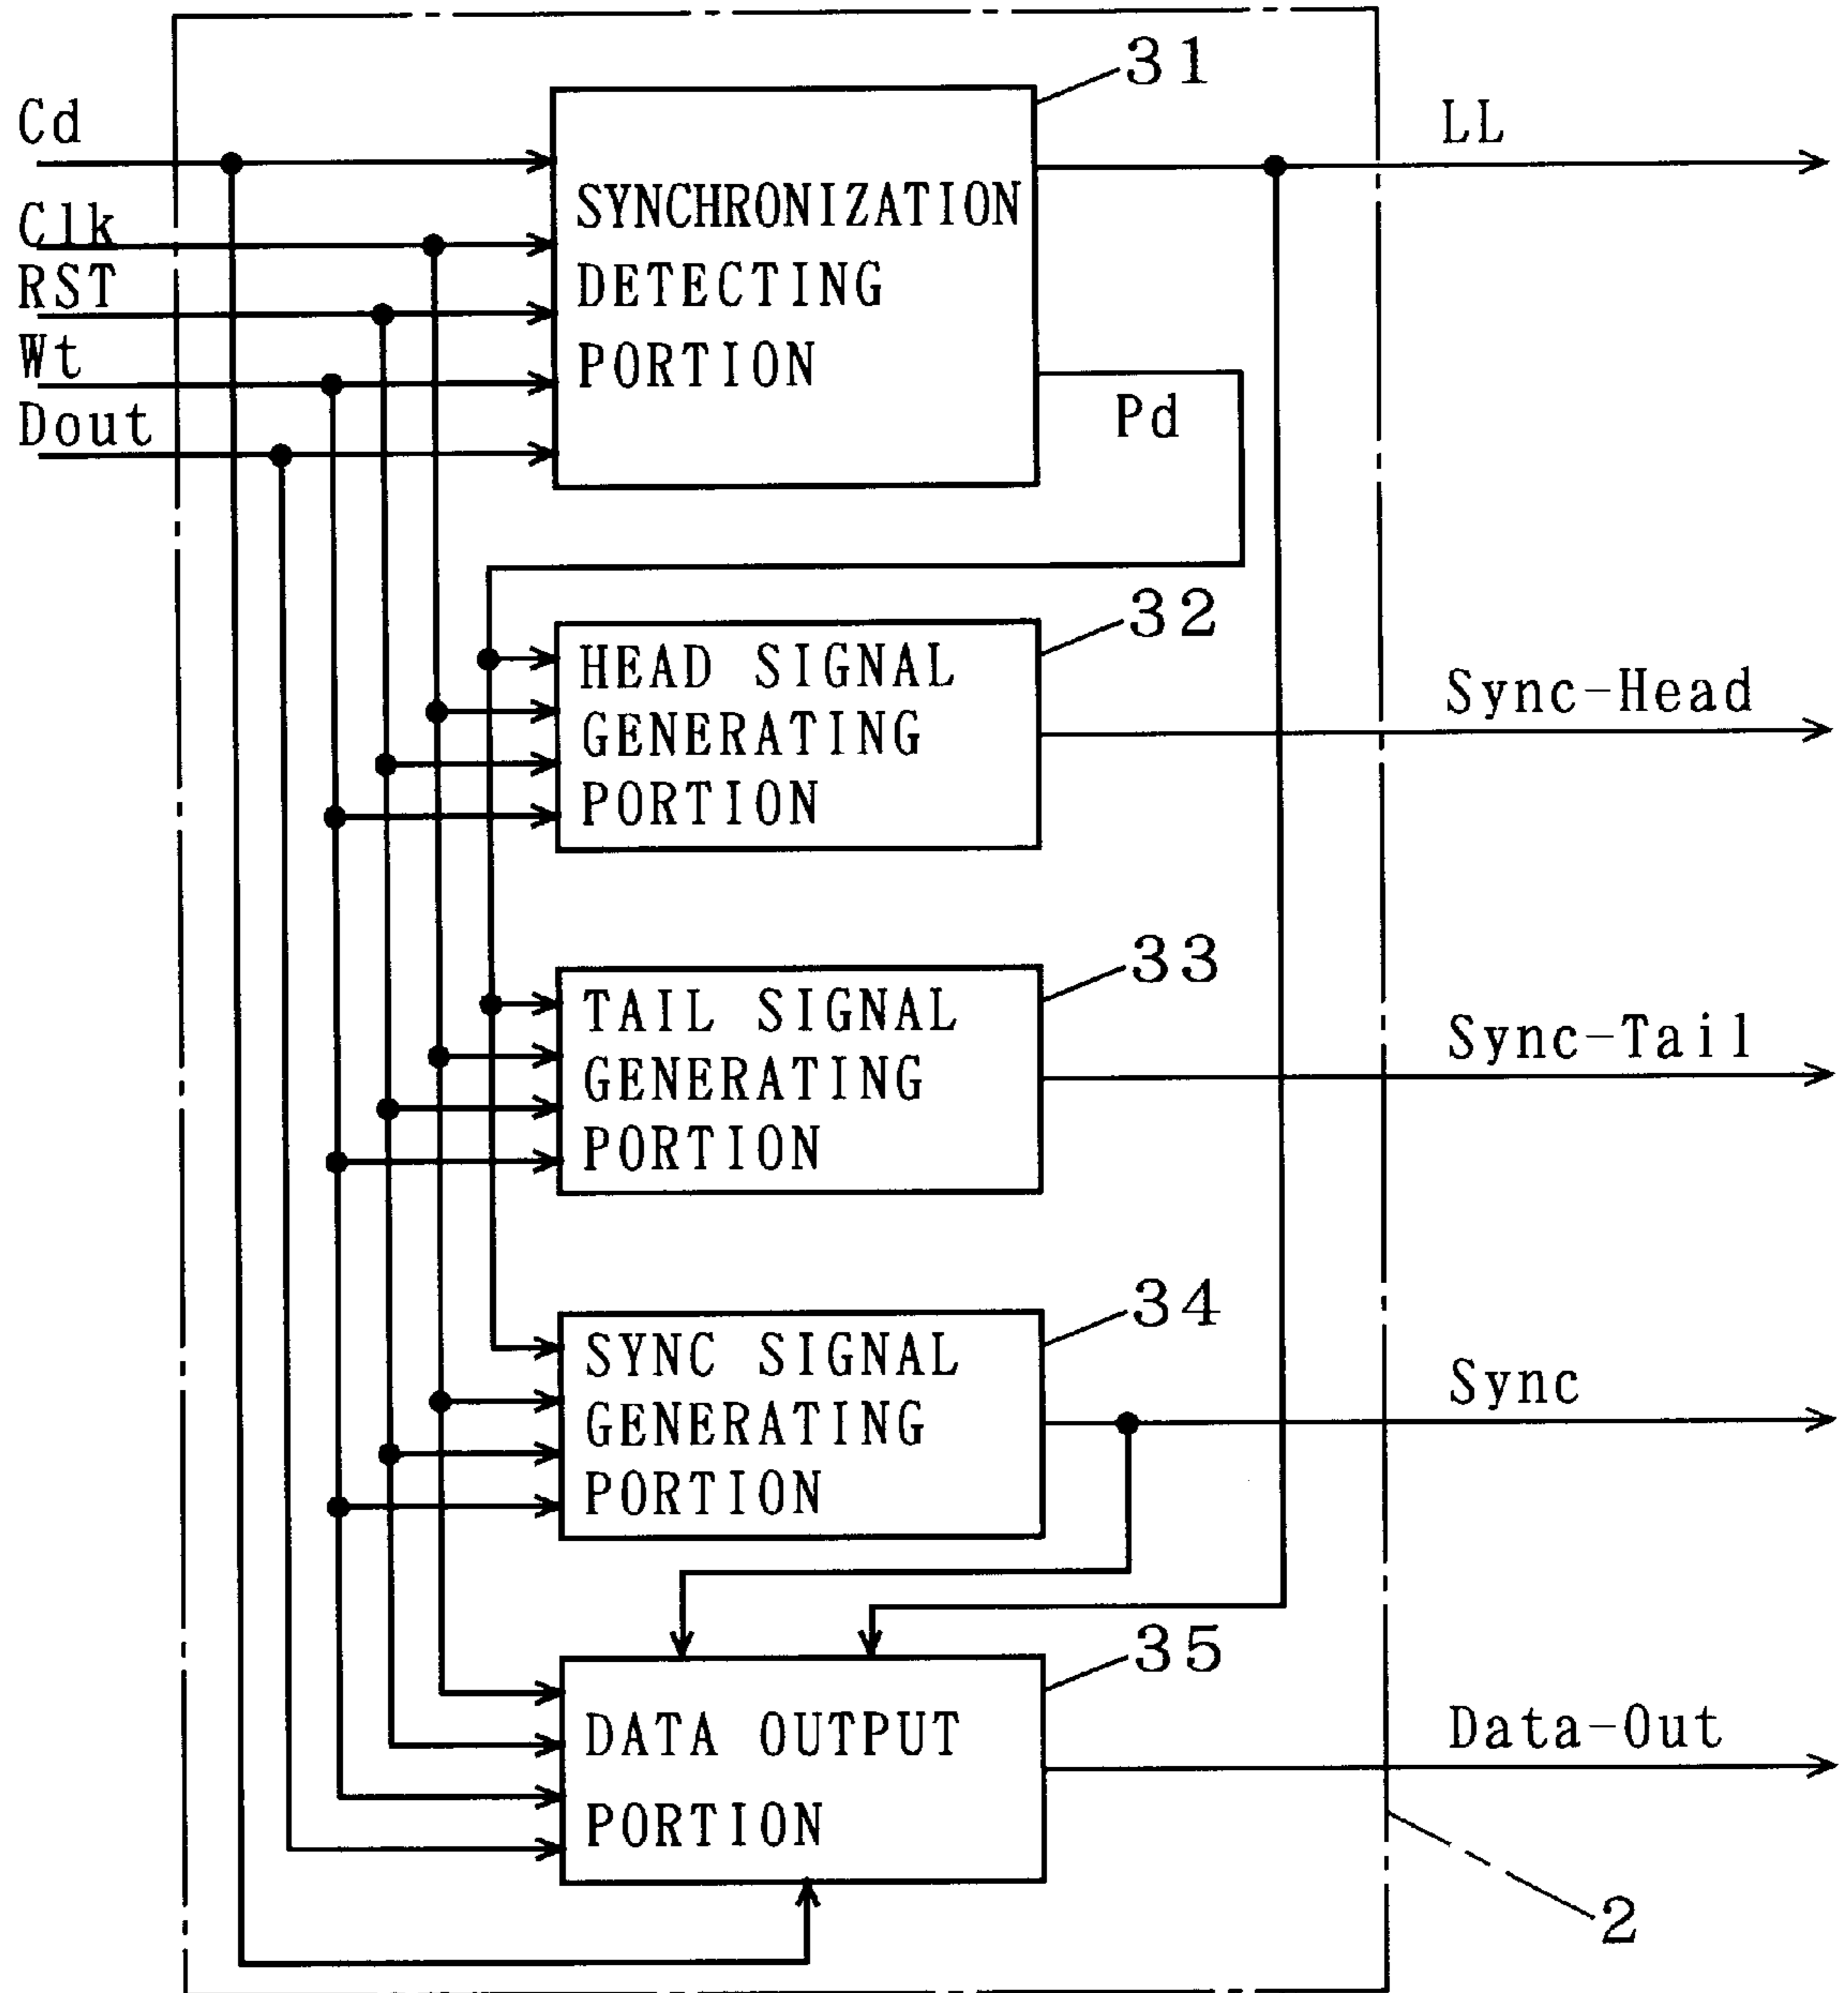 31
Cd
LL
Clk
SYNCHRONIZATION
DETECTING
PORTION
RST
Wt
Dout
Pd
32
HEAD SIGNAL
GENERATING
PORTION
Sync-Head
33
TAIL SIGNAL
GENERATING
PORTION
Sync-Tail
34
SYNC SIGNAL
GENERATING
PORTION
Sync
35
DATA OUTPUT
PORTION
Data-Out
2